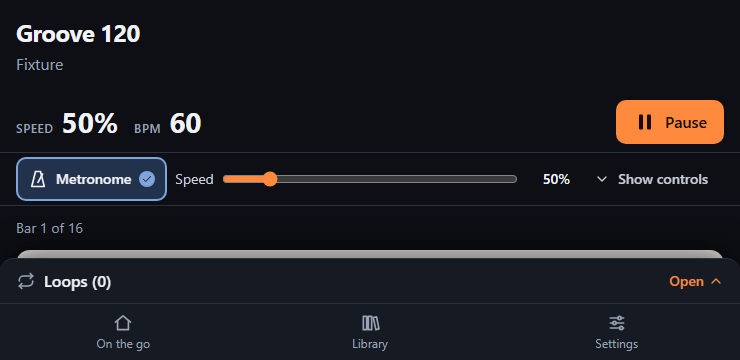 Groove 120
Fixture
SPEED 50% BPM 60
Pause
Metronome Speed 50% Show controls
Bar 1 of 16
Loops (0) Open
On the go Library Settings